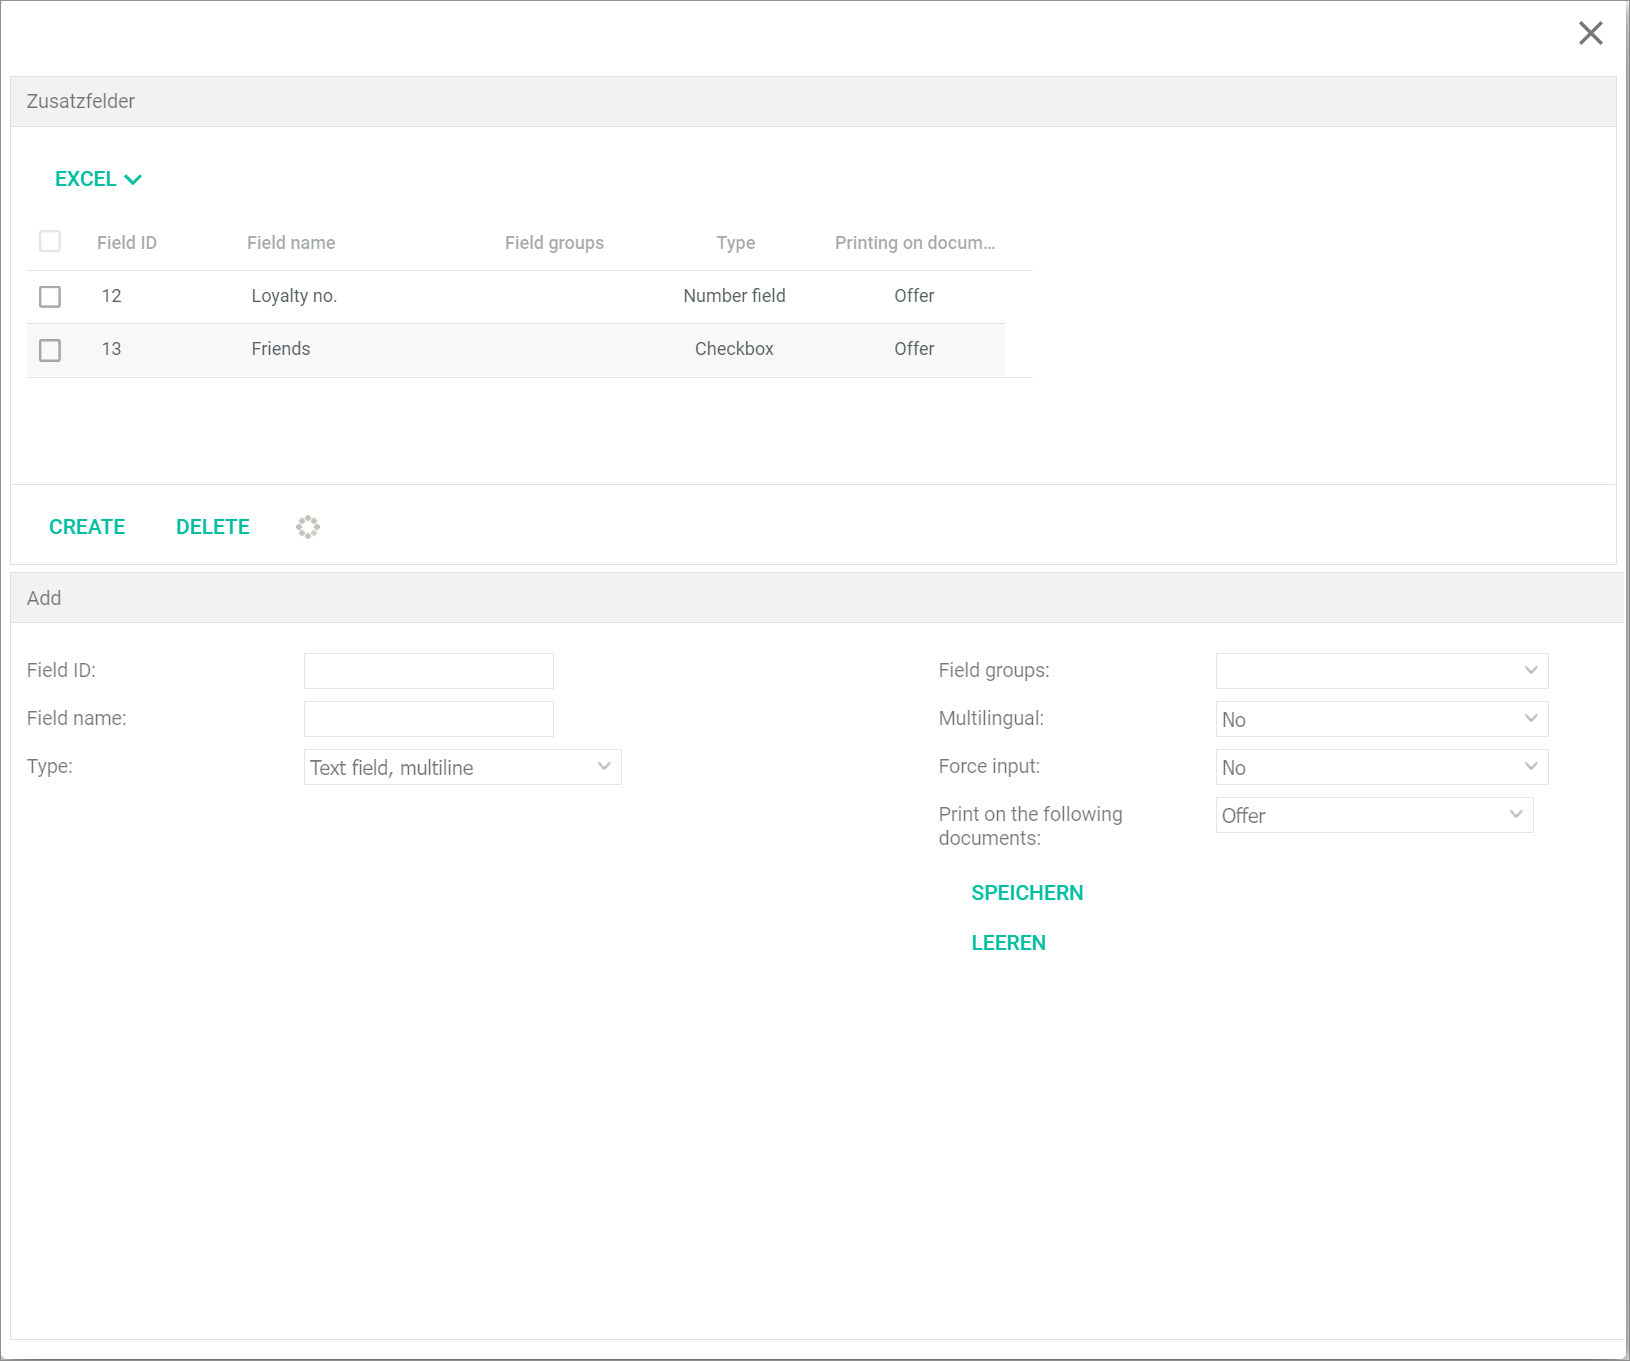 Zusatzfelder
EXCEL
Field ID Field name Field groups Type Printing on docum...
12 Loyalty no. Number field Offer
13 Friends Checkbox Offer
CREATE DELETE
Add
Field ID:
Field name:
Type: Text field, multiline
Field groups:
Multilingual: No
Force input: No
Print on the following
documents: Offer
SPEICHERN
LEEREN